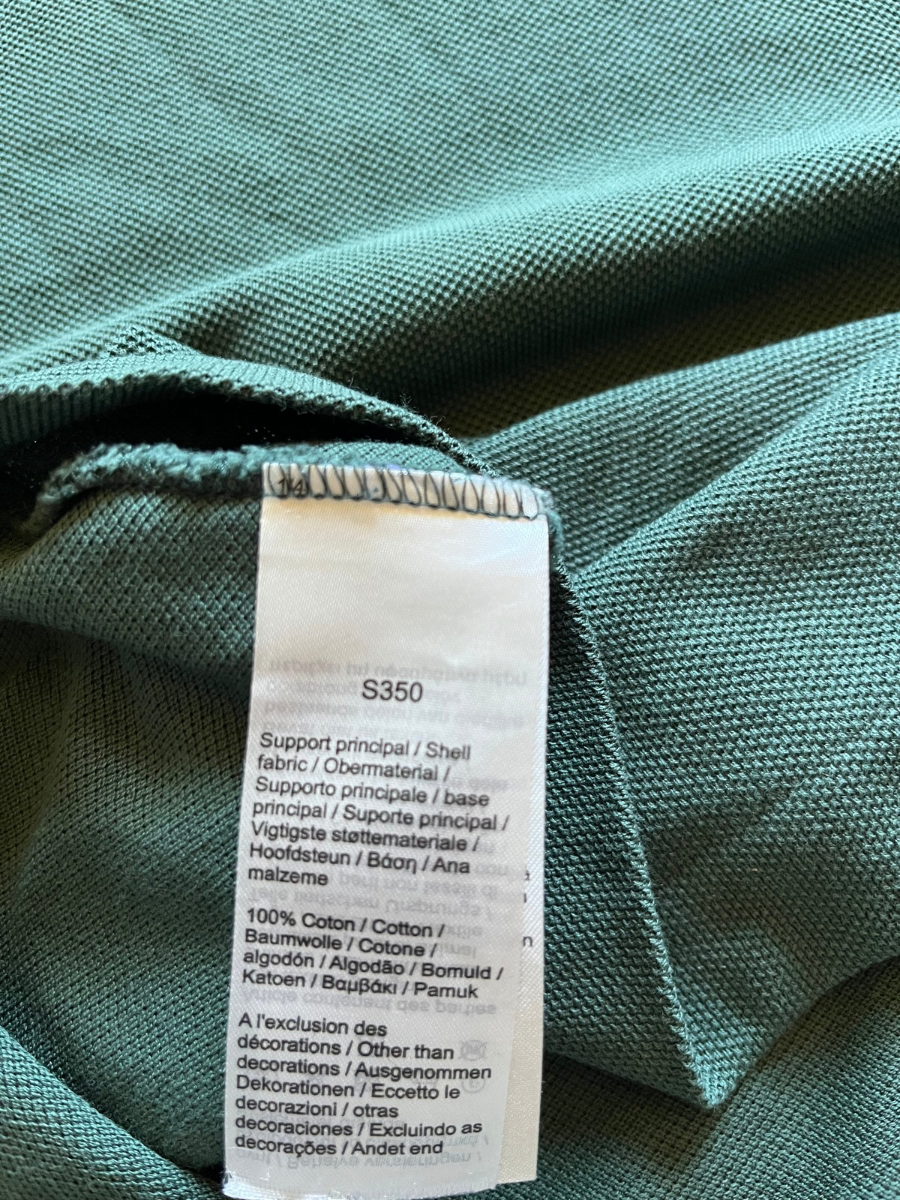 14
S350
Support principal / Shell
fabric / Obermaterial /
Supporto principale / base
principal / Suporte principal /
Vigtigste støttemateriale /
Hoofdsteun / Βάση / Ana
malzeme
100% Coton / Cotton /
Baumwolle / Cotone /
algodón / Algodão / Bomuld /
Katoen / Βαμβάκι / Pamuk
A l'exclusion des
décorations / Other than
decorations / Ausgenommen
Dekorationen / Eccetto le
decorazioni / otras
decoraciones / Excluindo as
decorações / Andet end